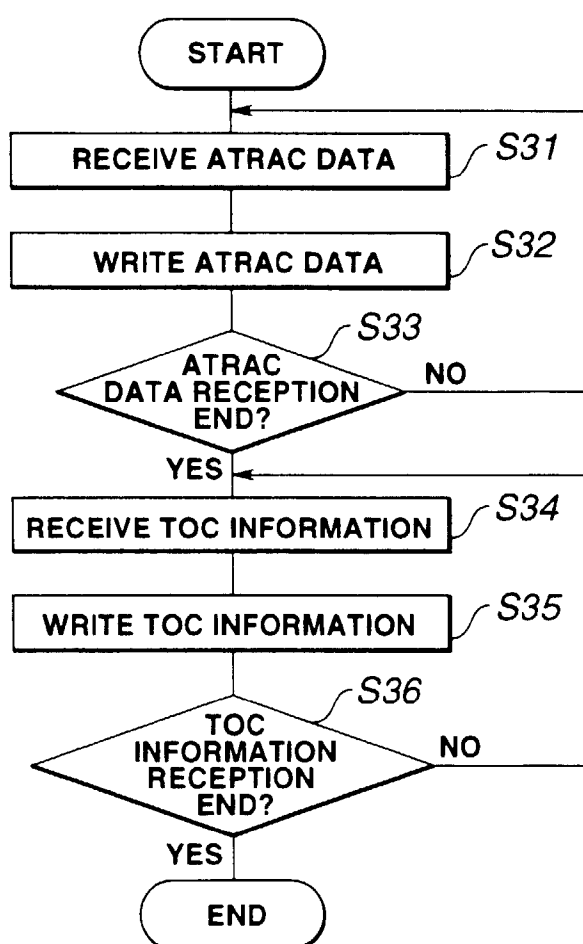 START
RECEIVE ATRAC DATA
S31
WRITE ATRAC DATA
S32
S33
ATRAC
DATA RECEPTION
END?
NO
YES
RECEIVE TOC INFORMATION
S34
WRITE TOC INFORMATION
S35
S36
TOC
INFORMATION
RECEPTION
END?
NO
YES
END